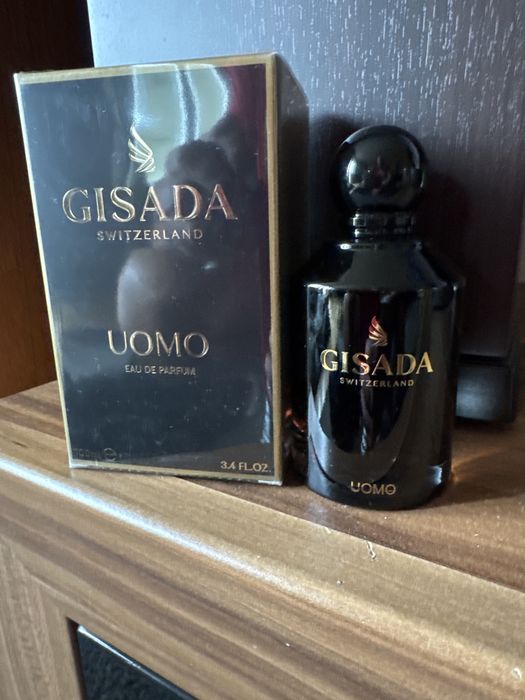 GISADA
SWITZERLAND
UOMO
EAU DE PARFUM
3.4 FL.OZ.
GISADA
SWITZERLAND
UOMO